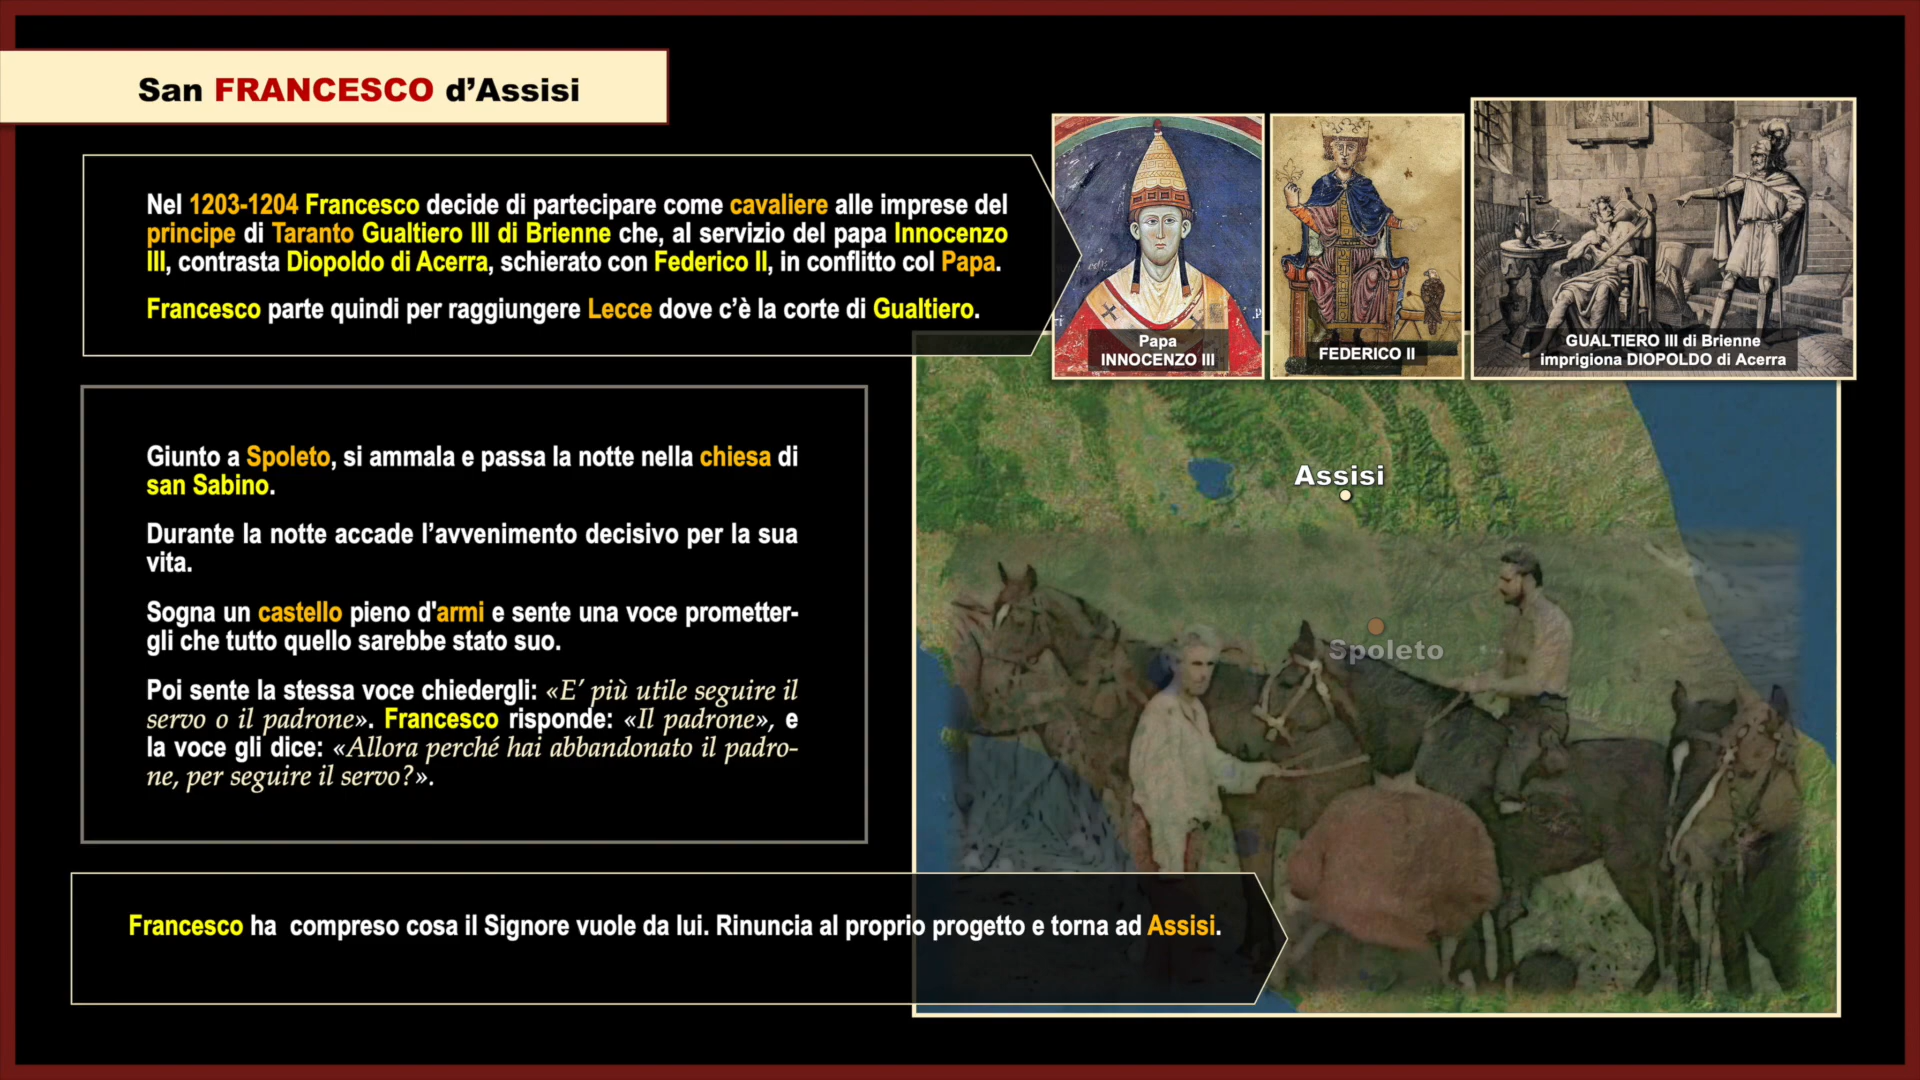 San FRANCESCO d’Assisi
Nel 1203-1204 Francesco decide di partecipare come cavaliere alle imprese del
principe di Taranto Gualtiero III di Brienne che, al servizio del papa Innocenzo
III, contrasta Diopoldo di Acerra, schierato con Federico II, in conflitto col Papa.
Francesco parte quindi per raggiungere Lecce dove c’è la corte di Gualtiero.
Papa
INNOCENZO III
FEDERICO II
GUALTIERO III di Brienne
imprigiona DIOPOLDO di Acerra
Giunto a Spoleto, si ammala e passa la notte nella chiesa di
san Sabino.
Durante la notte accade l’avvenimento decisivo per la sua
vita.
Sogna un castello pieno d'armi e sente una voce prometter-
gli che tutto quello sarebbe stato suo.
Poi sente la stessa voce chiedergli: «E’ più utile seguire il
servo o il padrone». Francesco risponde: «Il padrone», e
la voce gli dice: «Allora perché hai abbandonato il padro-
ne, per seguire il servo?».
Assisi
Spoleto
Francesco ha  compreso cosa il Signore vuole da lui. Rinuncia al proprio progetto e torna ad Assisi.